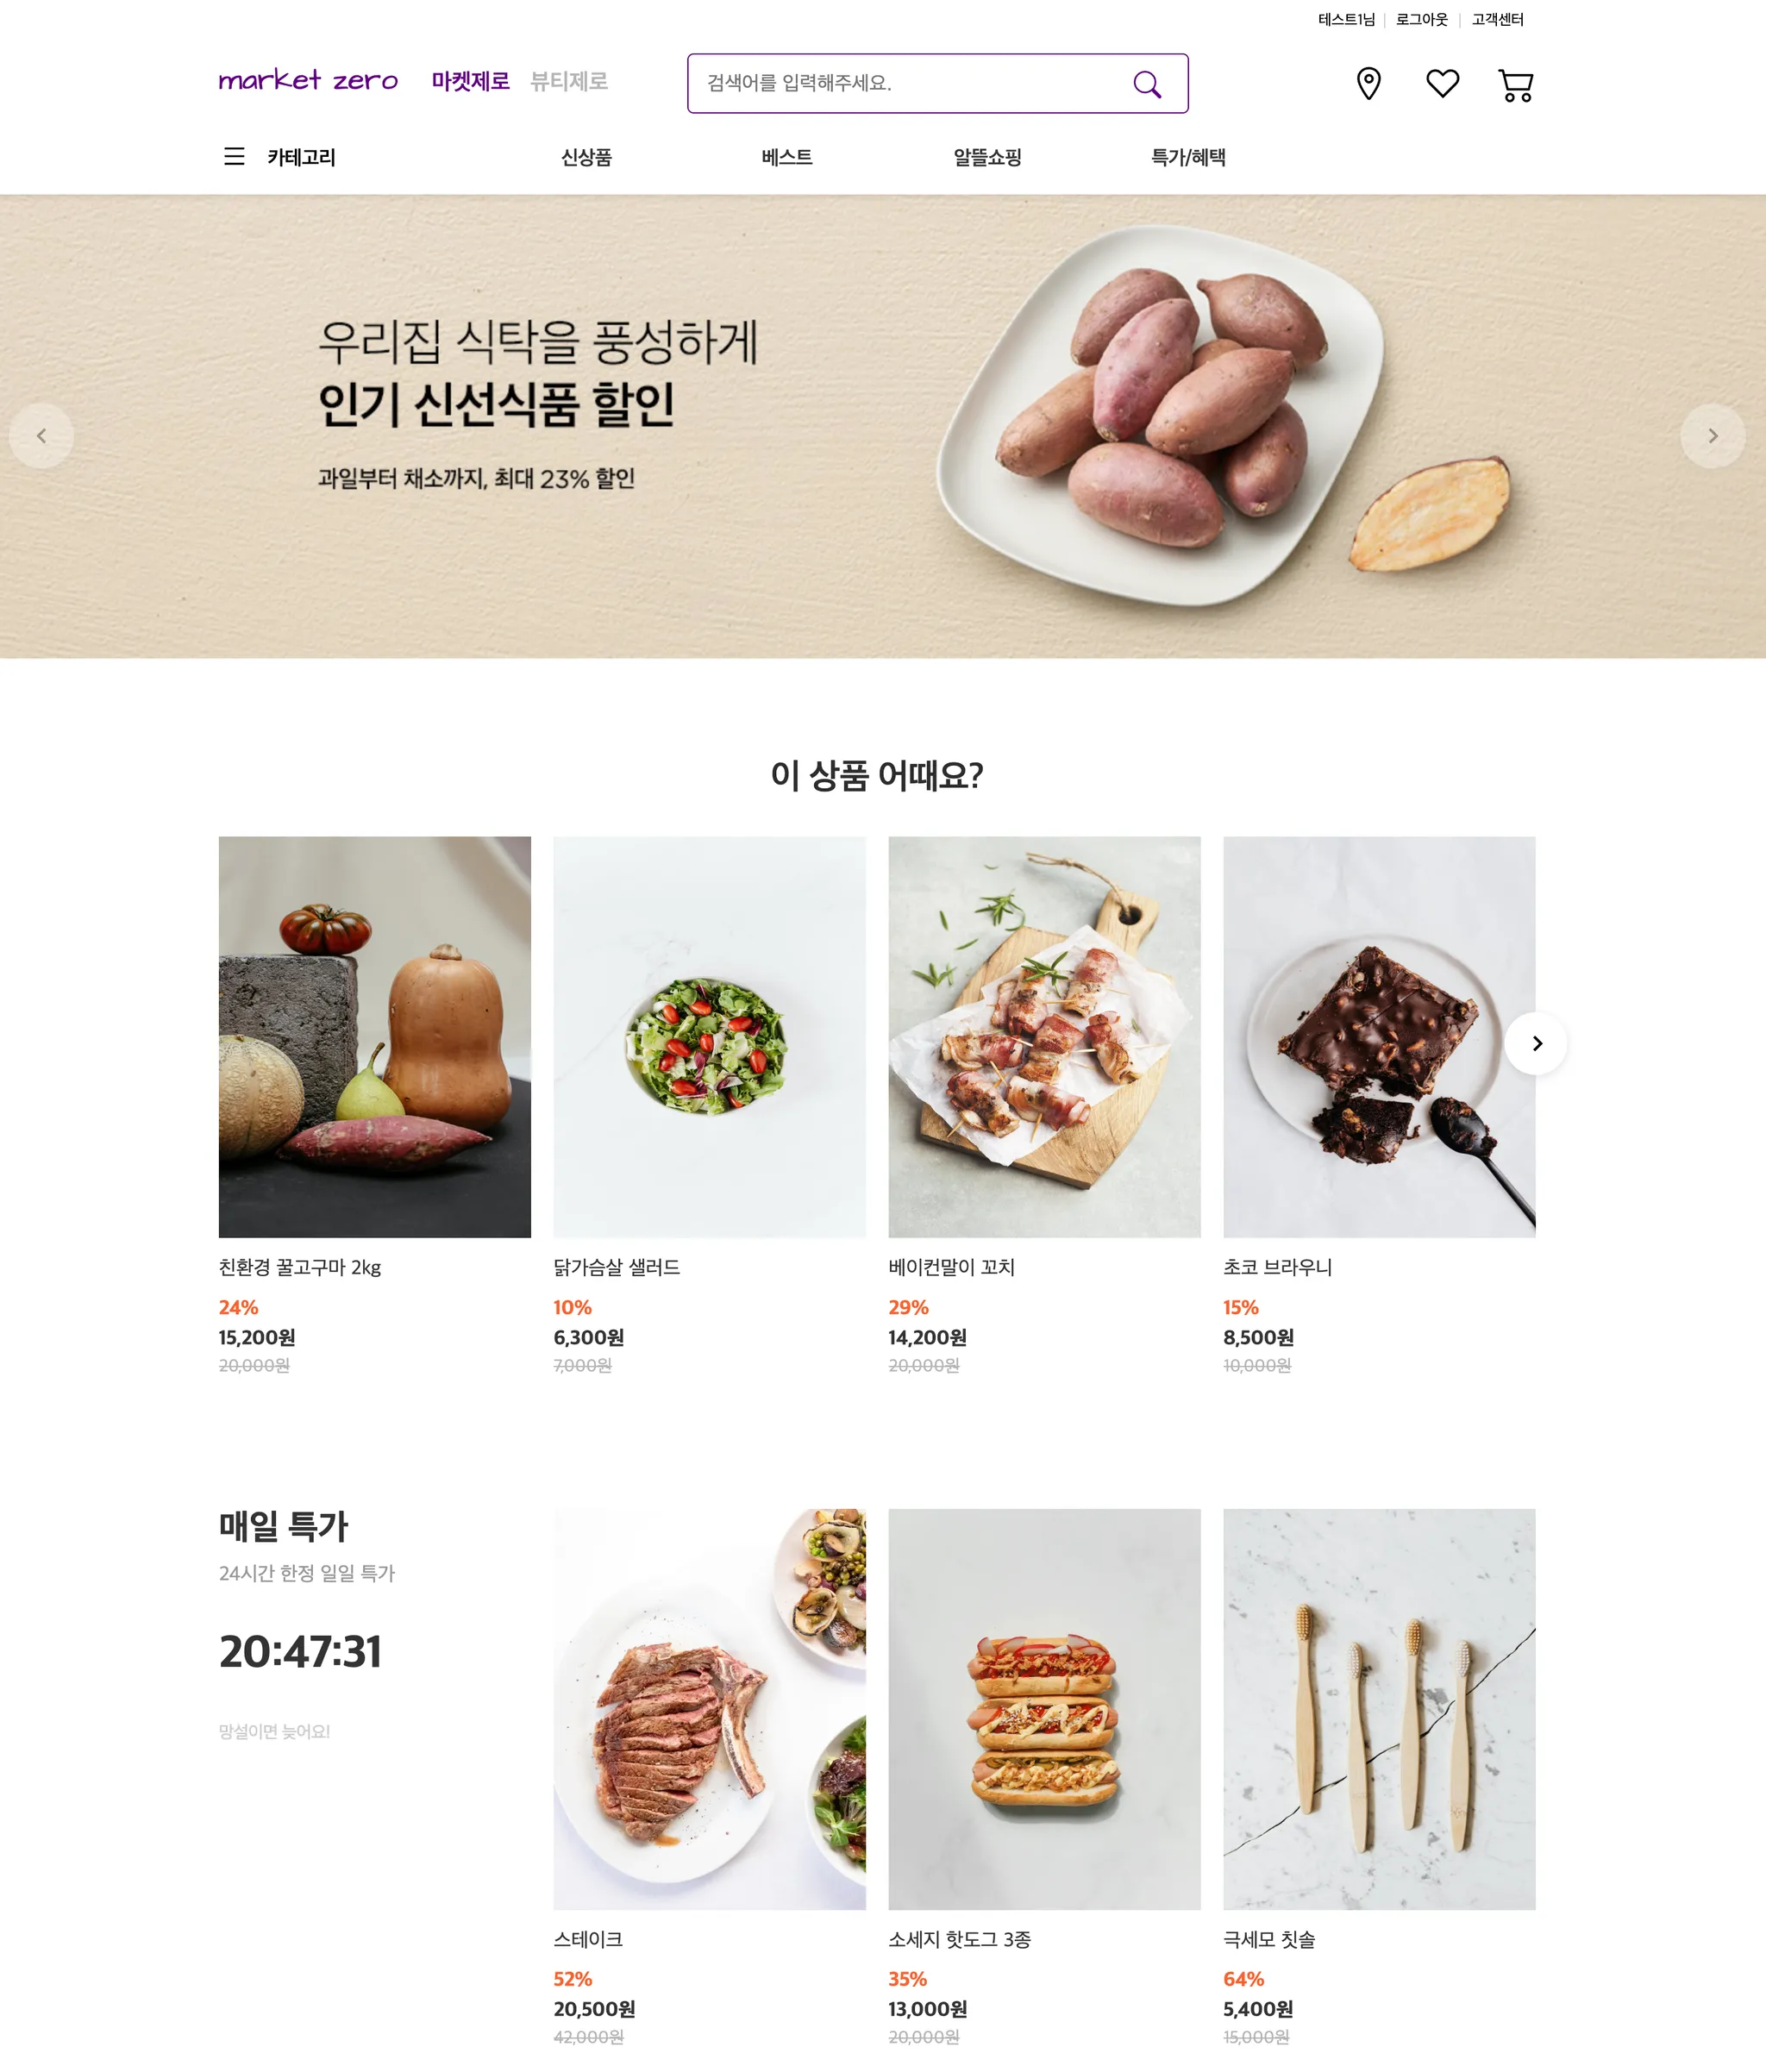 테스트1님 | 로그아웃 | 고객센터
market zero 마켓제로 뷰티제로 검색어를 입력해주세요.
카테고리 신상품 베스트 알뜰쇼핑 특가/혜택
우리집 식탁을 풍성하게
인기 신선식품 할인
과일부터 채소까지, 최대 23% 할인
이 상품 어때요?
친환경 꿀고구마 2kg
24%
15,200원
20,000원
닭가슴살 샐러드
10%
6,300원
7,000원
베이컨말이 꼬치
29%
14,200원
20,000원
초코 브라우니
15%
8,500원
10,000원
매일 특가
24시간 한정 일일 특가
20:47:31
망설이면 늦어요!
스테이크
52%
20,500원
42,000원
소세지 핫도그 3종
35%
13,000원
20,000원
극세모 칫솔
64%
5,400원
15,000원